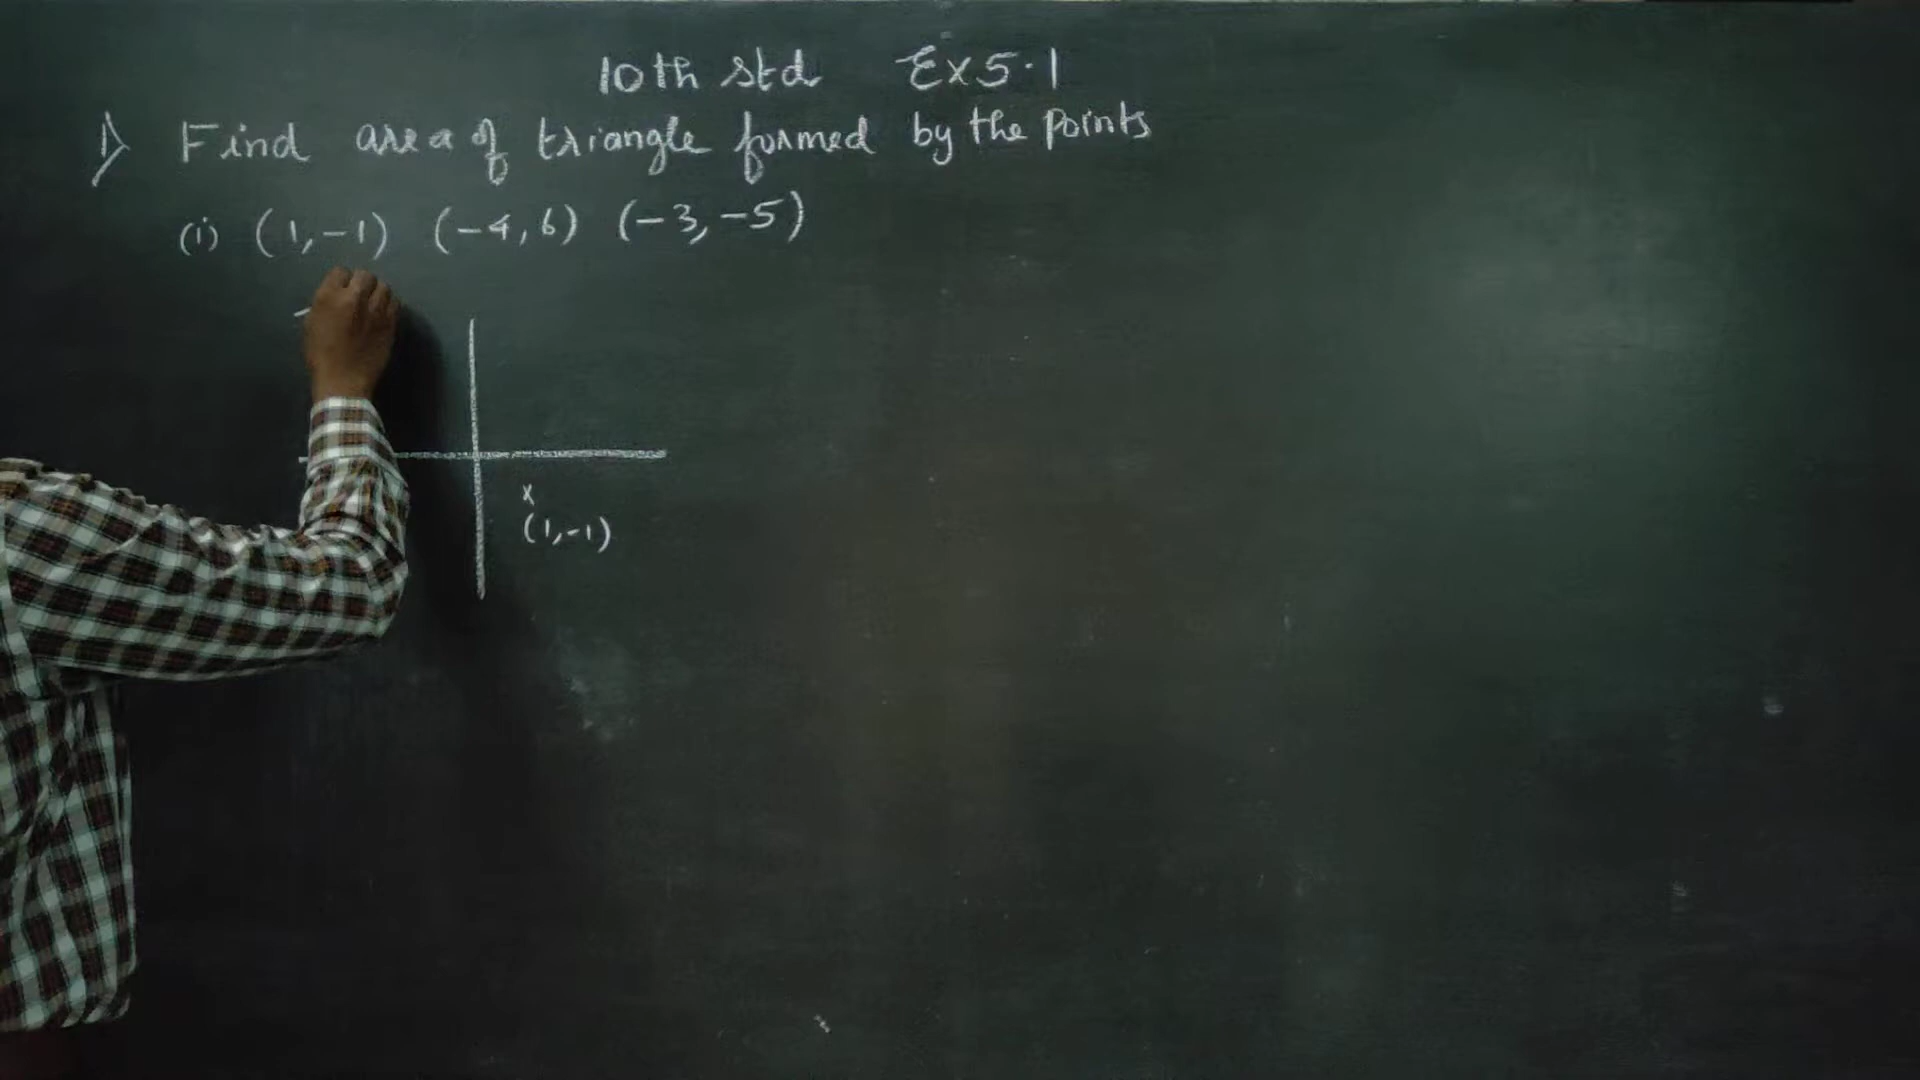 10th std Ex 5.1
1) Find area of triangle formed by the points
(i) (1,-1) (-4,6) (-3,-5)
x
(1,-1)